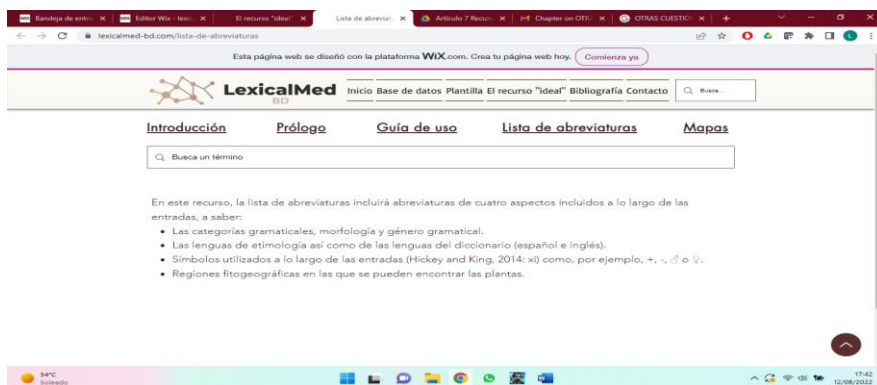 Bandeja de entra
Editor Wix - lexic
El recurso "ideal"
Lista de abreviat
Artículo 7 Recurs
Chapter on OTH
OTRAS CUESTIO
lexicalmed-bd.com/lista-de-abreviaturas
Esta página web se diseñó con la plataforma WiX.com. Crea tu página web hoy. Comienza ya
LexicalMed
BD
Inicio Base de datos Plantilla El recurso "ideal" Bibliografía Contacto
Busca...
Introducción Prólogo Guía de uso Lista de abreviaturas Mapas
Busca un término
En este recurso, la lista de abreviaturas incluirá abreviaturas de cuatro aspectos incluidos a lo largo de las
entradas, a saber:
• Las categorías gramaticales, morfología y género gramatical.
• Las lenguas de etimología así como de las lenguas del diccionario (español e inglés).
• Símbolos utilizados a lo largo de las entradas (Hickey and King, 2014: xi) como, por ejemplo, +, -, ♂ o ♀.
• Regiones fitogeográficas en las que se pueden encontrar las plantas.
34°C
Soleado
17:42
12/08/2022